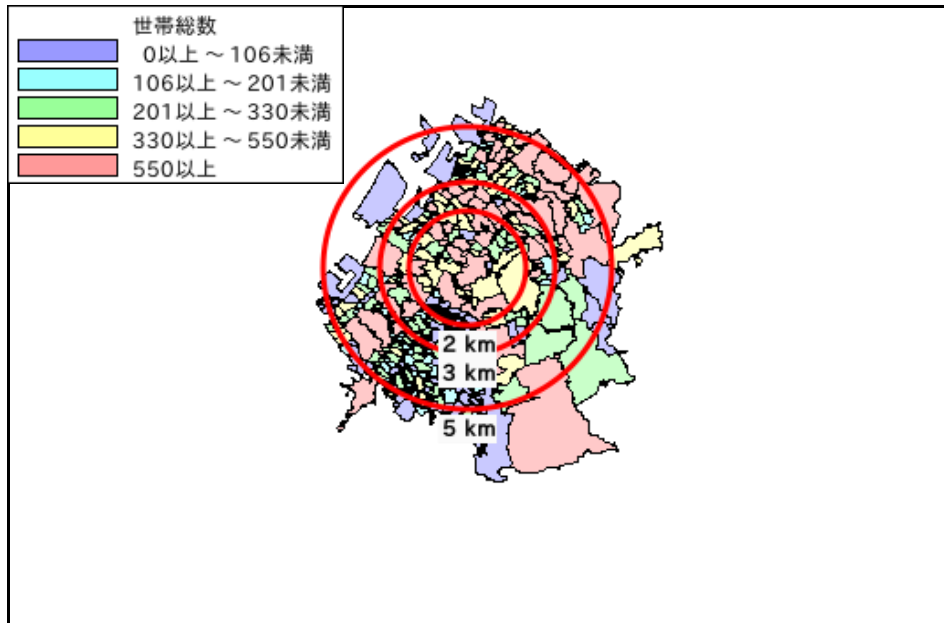 世帯総数
0以上 ～ 106未満
106以上 ～ 201未満
201以上 ～ 330未満
330以上 ～ 550未満
550以上
2 km
3 km
5 km